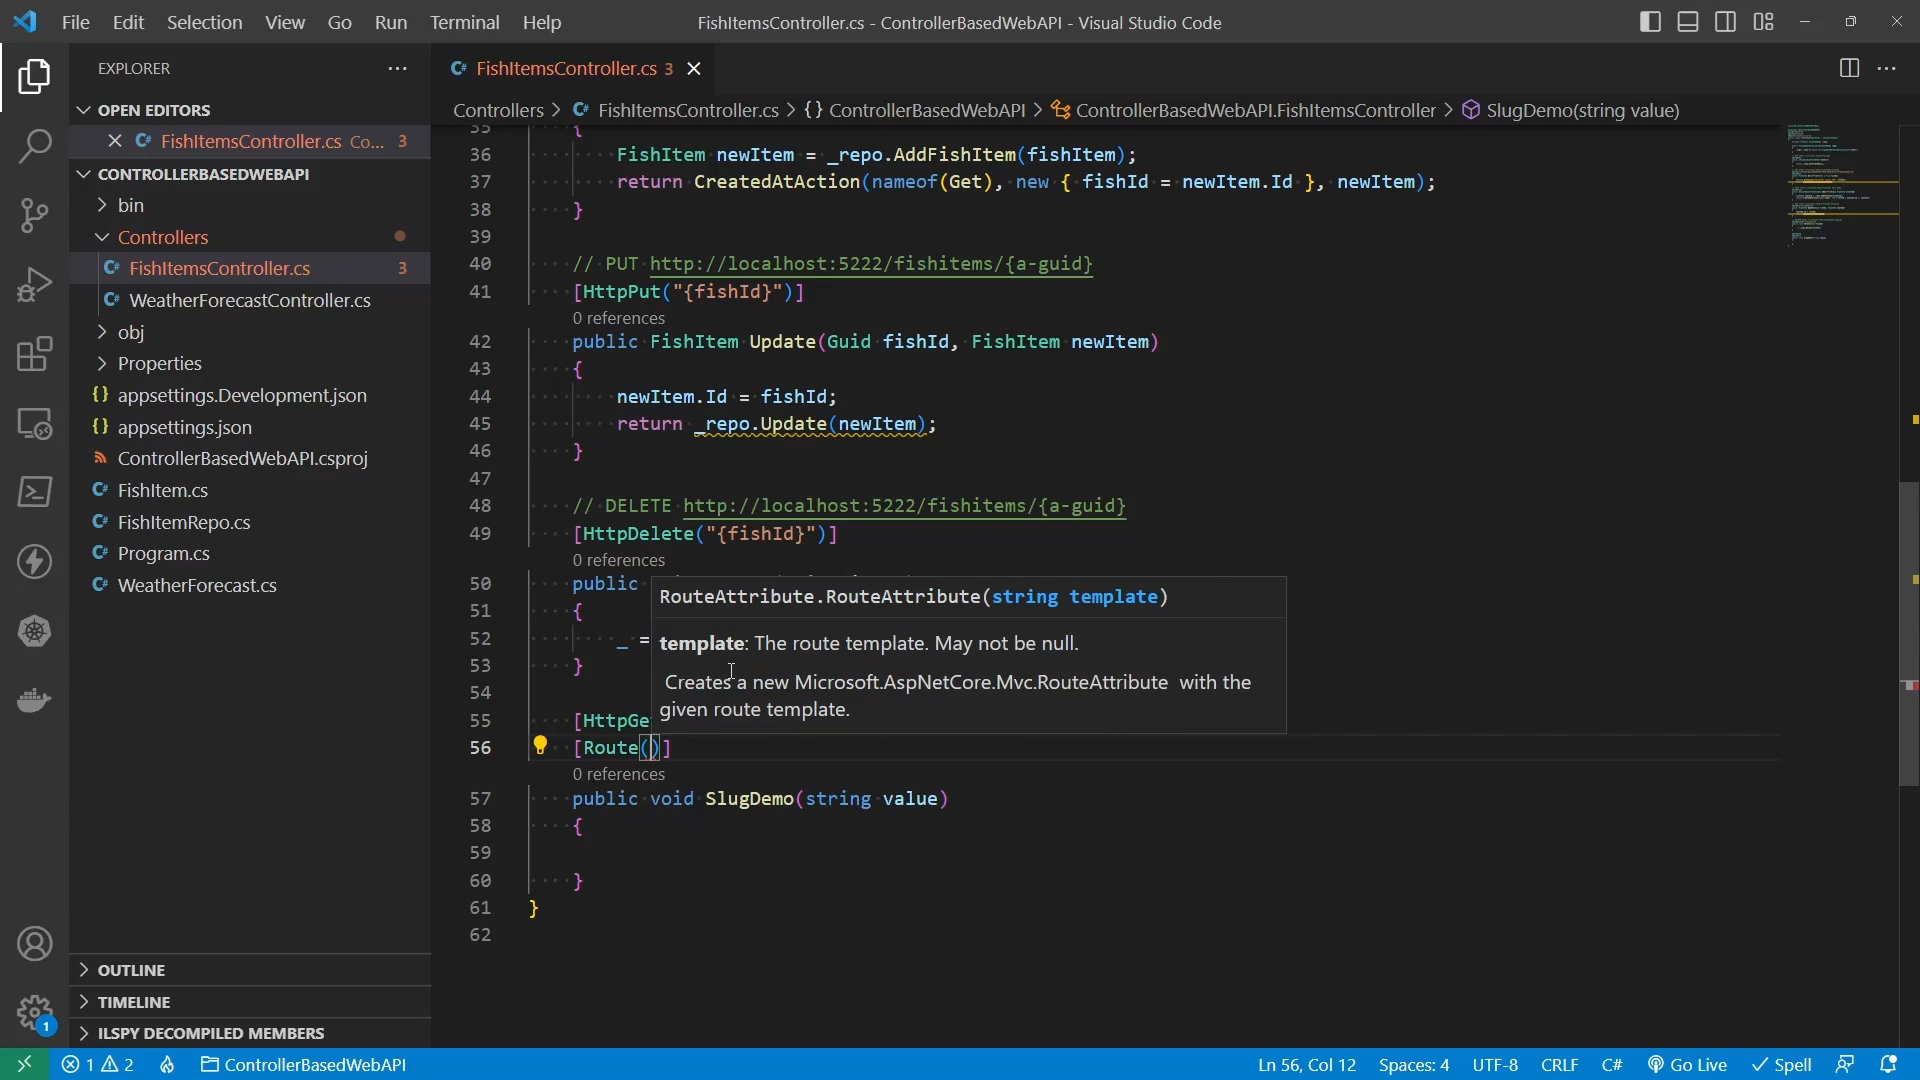 File Edit Selection View Go Run Terminal Help
FishItemsController.cs - ControllerBasedWebAPI - Visual Studio Code
EXPLORER
OPEN EDITORS
FishItemsController.cs Co... 3
CONTROLLERBASEDWEBAPI
bin
Controllers
FishItemsController.cs 3
WeatherForecastController.cs
obj
Properties
appsettings.Development.json
appsettings.json
ControllerBasedWebAPI.csproj
FishItem.cs
FishItemRepo.cs
Program.cs
WeatherForecast.cs
OUTLINE
TIMELINE
ILSPY DECOMPILED MEMBERS
1
FishItemsController.cs 3
Controllers > FishItemsController.cs > {} ControllerBasedWebAPI > ControllerBasedWebAPI.FishItemsController > SlugDemo(string value)
35 {
36 FishItem newItem = _repo.AddFishItem(fishItem);
37 return CreatedAtAction(nameof(Get), new { fishId = newItem.Id }, newItem);
38 }
39
40 // PUT http://localhost:5222/fishitems/{a-guid}
41 [HttpPut("{fishId}")]
0 references
42 public FishItem Update(Guid fishId, FishItem newItem)
43 {
44 newItem.Id = fishId;
45 return _repo.Update(newItem);
46 }
47
48 // DELETE http://localhost:5222/fishitems/{a-guid}
49 [HttpDelete("{fishId}")]
0 references
50 public
51 {
52 _ =
53 }
54
55 [HttpGe
56 [Route()]
0 references
57 public void SlugDemo(string value)
58 {
59
60 }
61 }
62
RouteAttribute.RouteAttribute(string template)
template: The route template. May not be null.
Creates a new Microsoft.AspNetCore.Mvc.RouteAttribute with the
given route template.
1 2 ControllerBasedWebAPI
Ln 56, Col 12 Spaces: 4 UTF-8 CRLF C# Go Live Spell